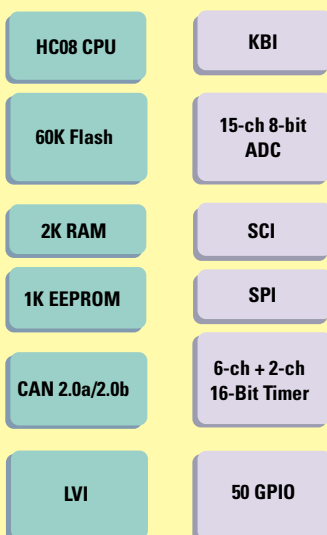 HC08 CPU
KBI
60K Flash
15-ch 8-bit
ADC
2K RAM
SCI
1K EEPROM
SPI
CAN 2.0a/2.0b
6-ch + 2-ch
16-Bit Timer
LVI
50 GPIO